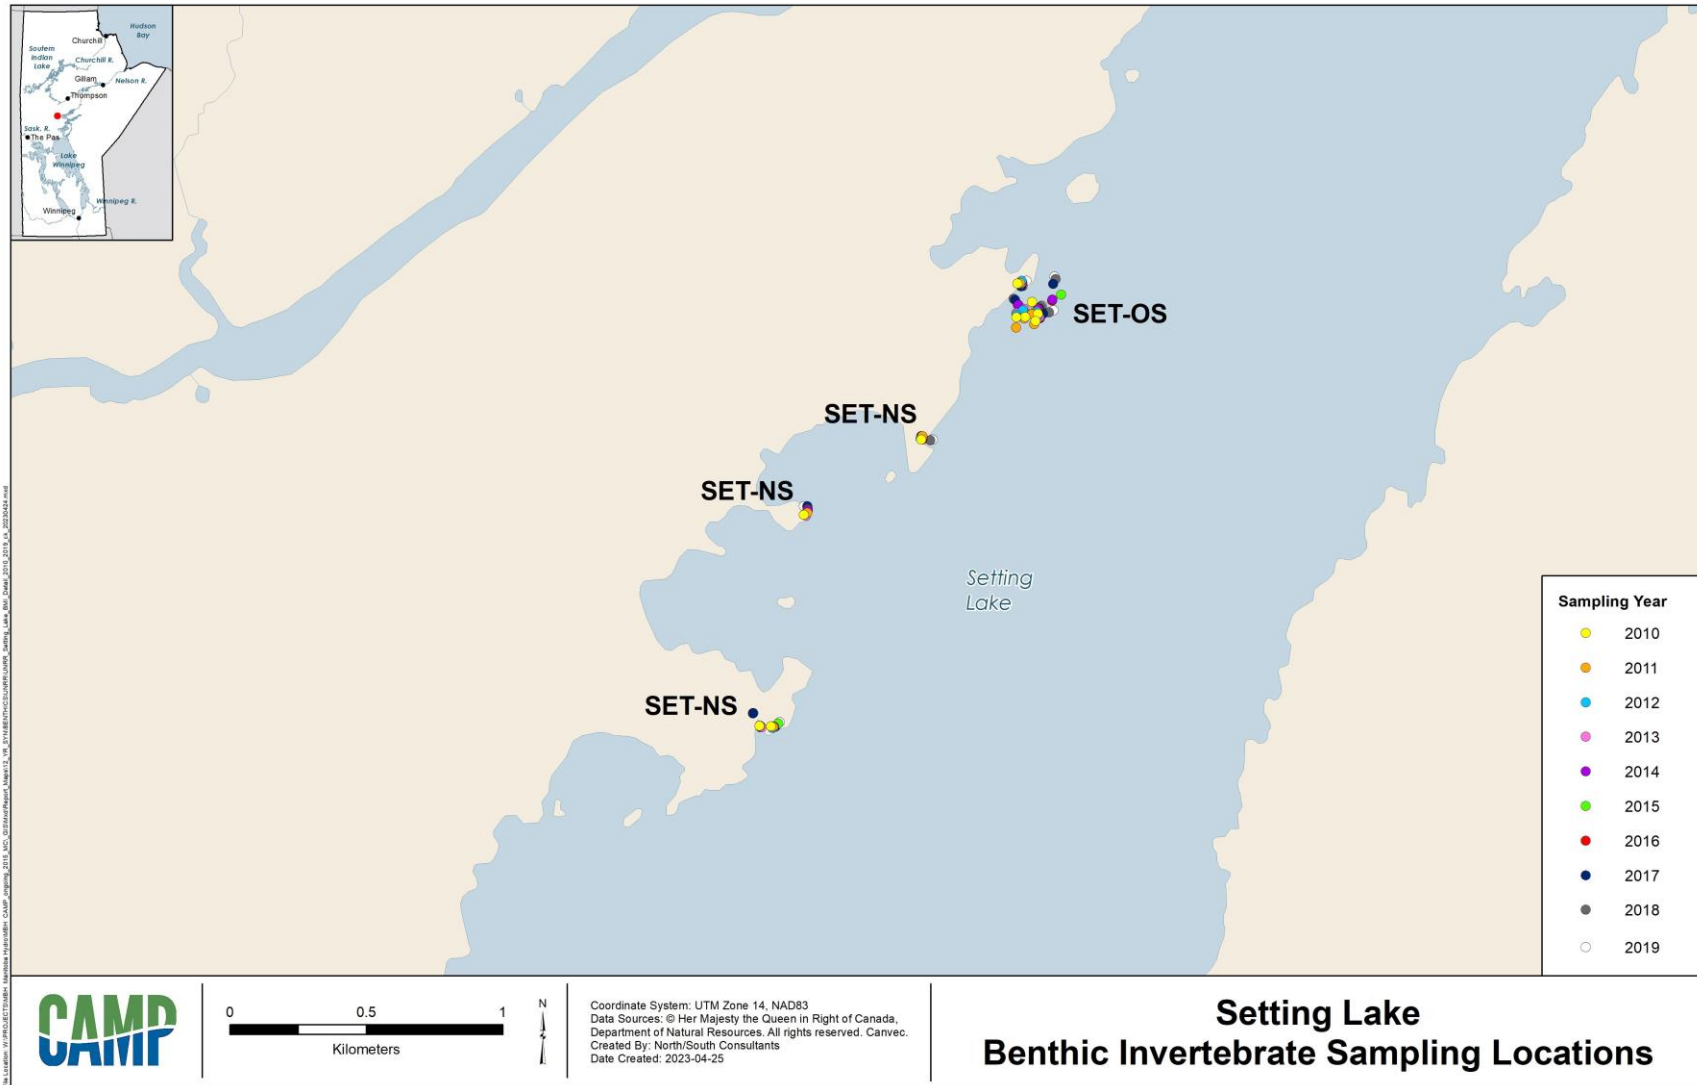 Hudson
Bay
Churchill
Southern
Indian
Lake
Churchill R.
Gillam
Nelson R.
Thompson
Sask. R.
The Pas
Lake
Winnipeg
Winnipeg R.
Winnipeg
SET-OS
SET-NS
SET-NS
Setting
Lake
SET-NS
Sampling Year
2010
2011
2012
2013
2014
2015
2016
2017
2018
2019
CAMP
0 0.5 1
Kilometers
N
Coordinate System: UTM Zone 14, NAD83
Data Sources: © Her Majesty the Queen in Right of Canada,
Department of Natural Resources. All rights reserved. Canvec.
Created By: North/South Consultants
Date Created: 2023-04-25
Setting Lake
Benthic Invertebrate Sampling Locations